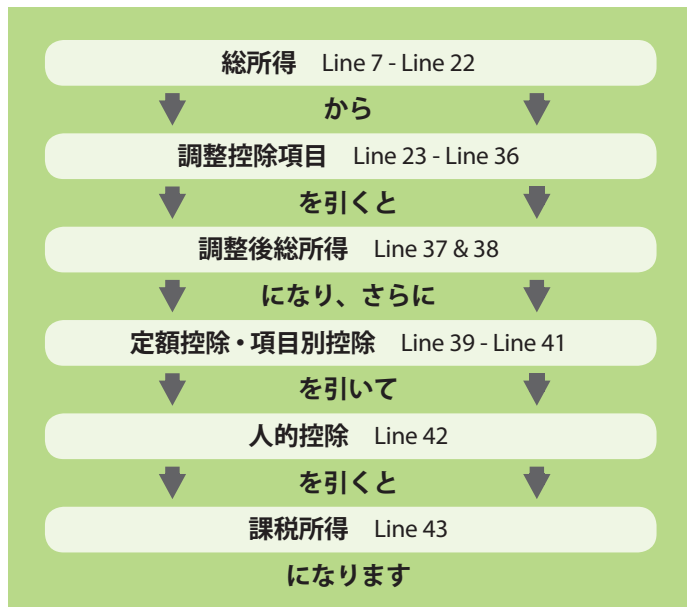 総所得 Line 7 - Line 22
から
調整控除項目 Line 23 - Line 36
を引くと
調整後総所得 Line 37 & 38
になり、さらに
定額控除・項目別控除 Line 39 - Line 41
を引いて
人的控除 Line 42
を引くと
課税所得 Line 43
になります